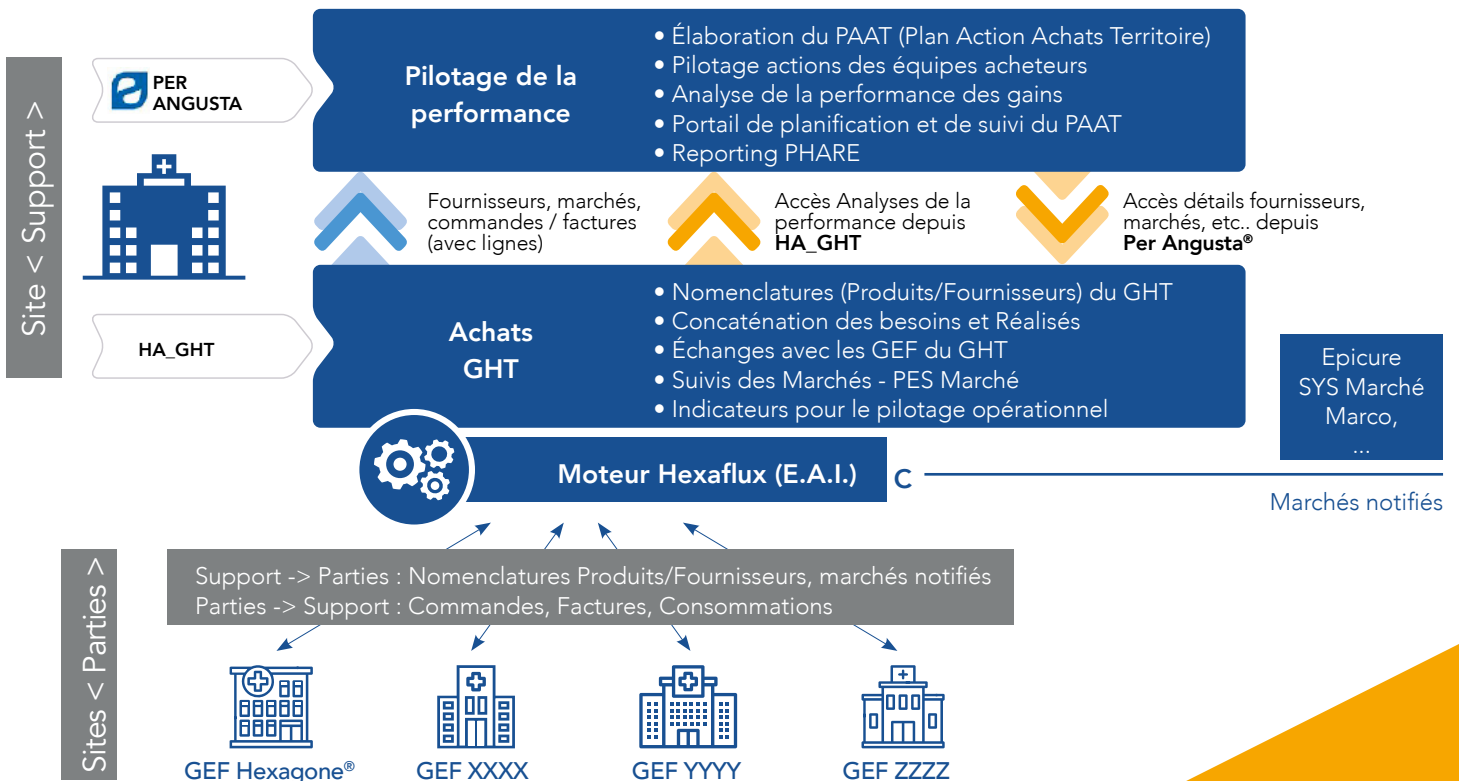 Site < Support >
PER
ANGUSTA
Pilotage de la
performance
• Élaboration du PAAT (Plan Action Achats Territoire)
• Pilotage actions des équipes acheteurs
• Analyse de la performance des gains
• Portail de planification et de suivi du PAAT
• Reporting PHARE
Fournisseurs, marchés,
commandes / factures
(avec lignes)
Accès Analyses de la
performance depuis
HA_GHT
Accès détails fournisseurs,
marchés, etc.. depuis
Per Angusta®
HA_GHT
Achats
GHT
• Nomenclatures (Produits/Fournisseurs) du GHT
• Concaténation des besoins et Réalisés
• Échanges avec les GEF du GHT
• Suivis des Marchés - PES Marché
• Indicateurs pour le pilotage opérationnel
Epicure
SYS Marché
Marco,
...
Moteur Hexaflux (E.A.I.)
C
Marchés notifiés
Sites < Parties >
Support -> Parties : Nomenclatures Produits/Fournisseurs, marchés notifiés
Parties -> Support : Commandes, Factures, Consommations
GEF Hexagone®
GEF XXXX
GEF YYYY
GEF ZZZZ